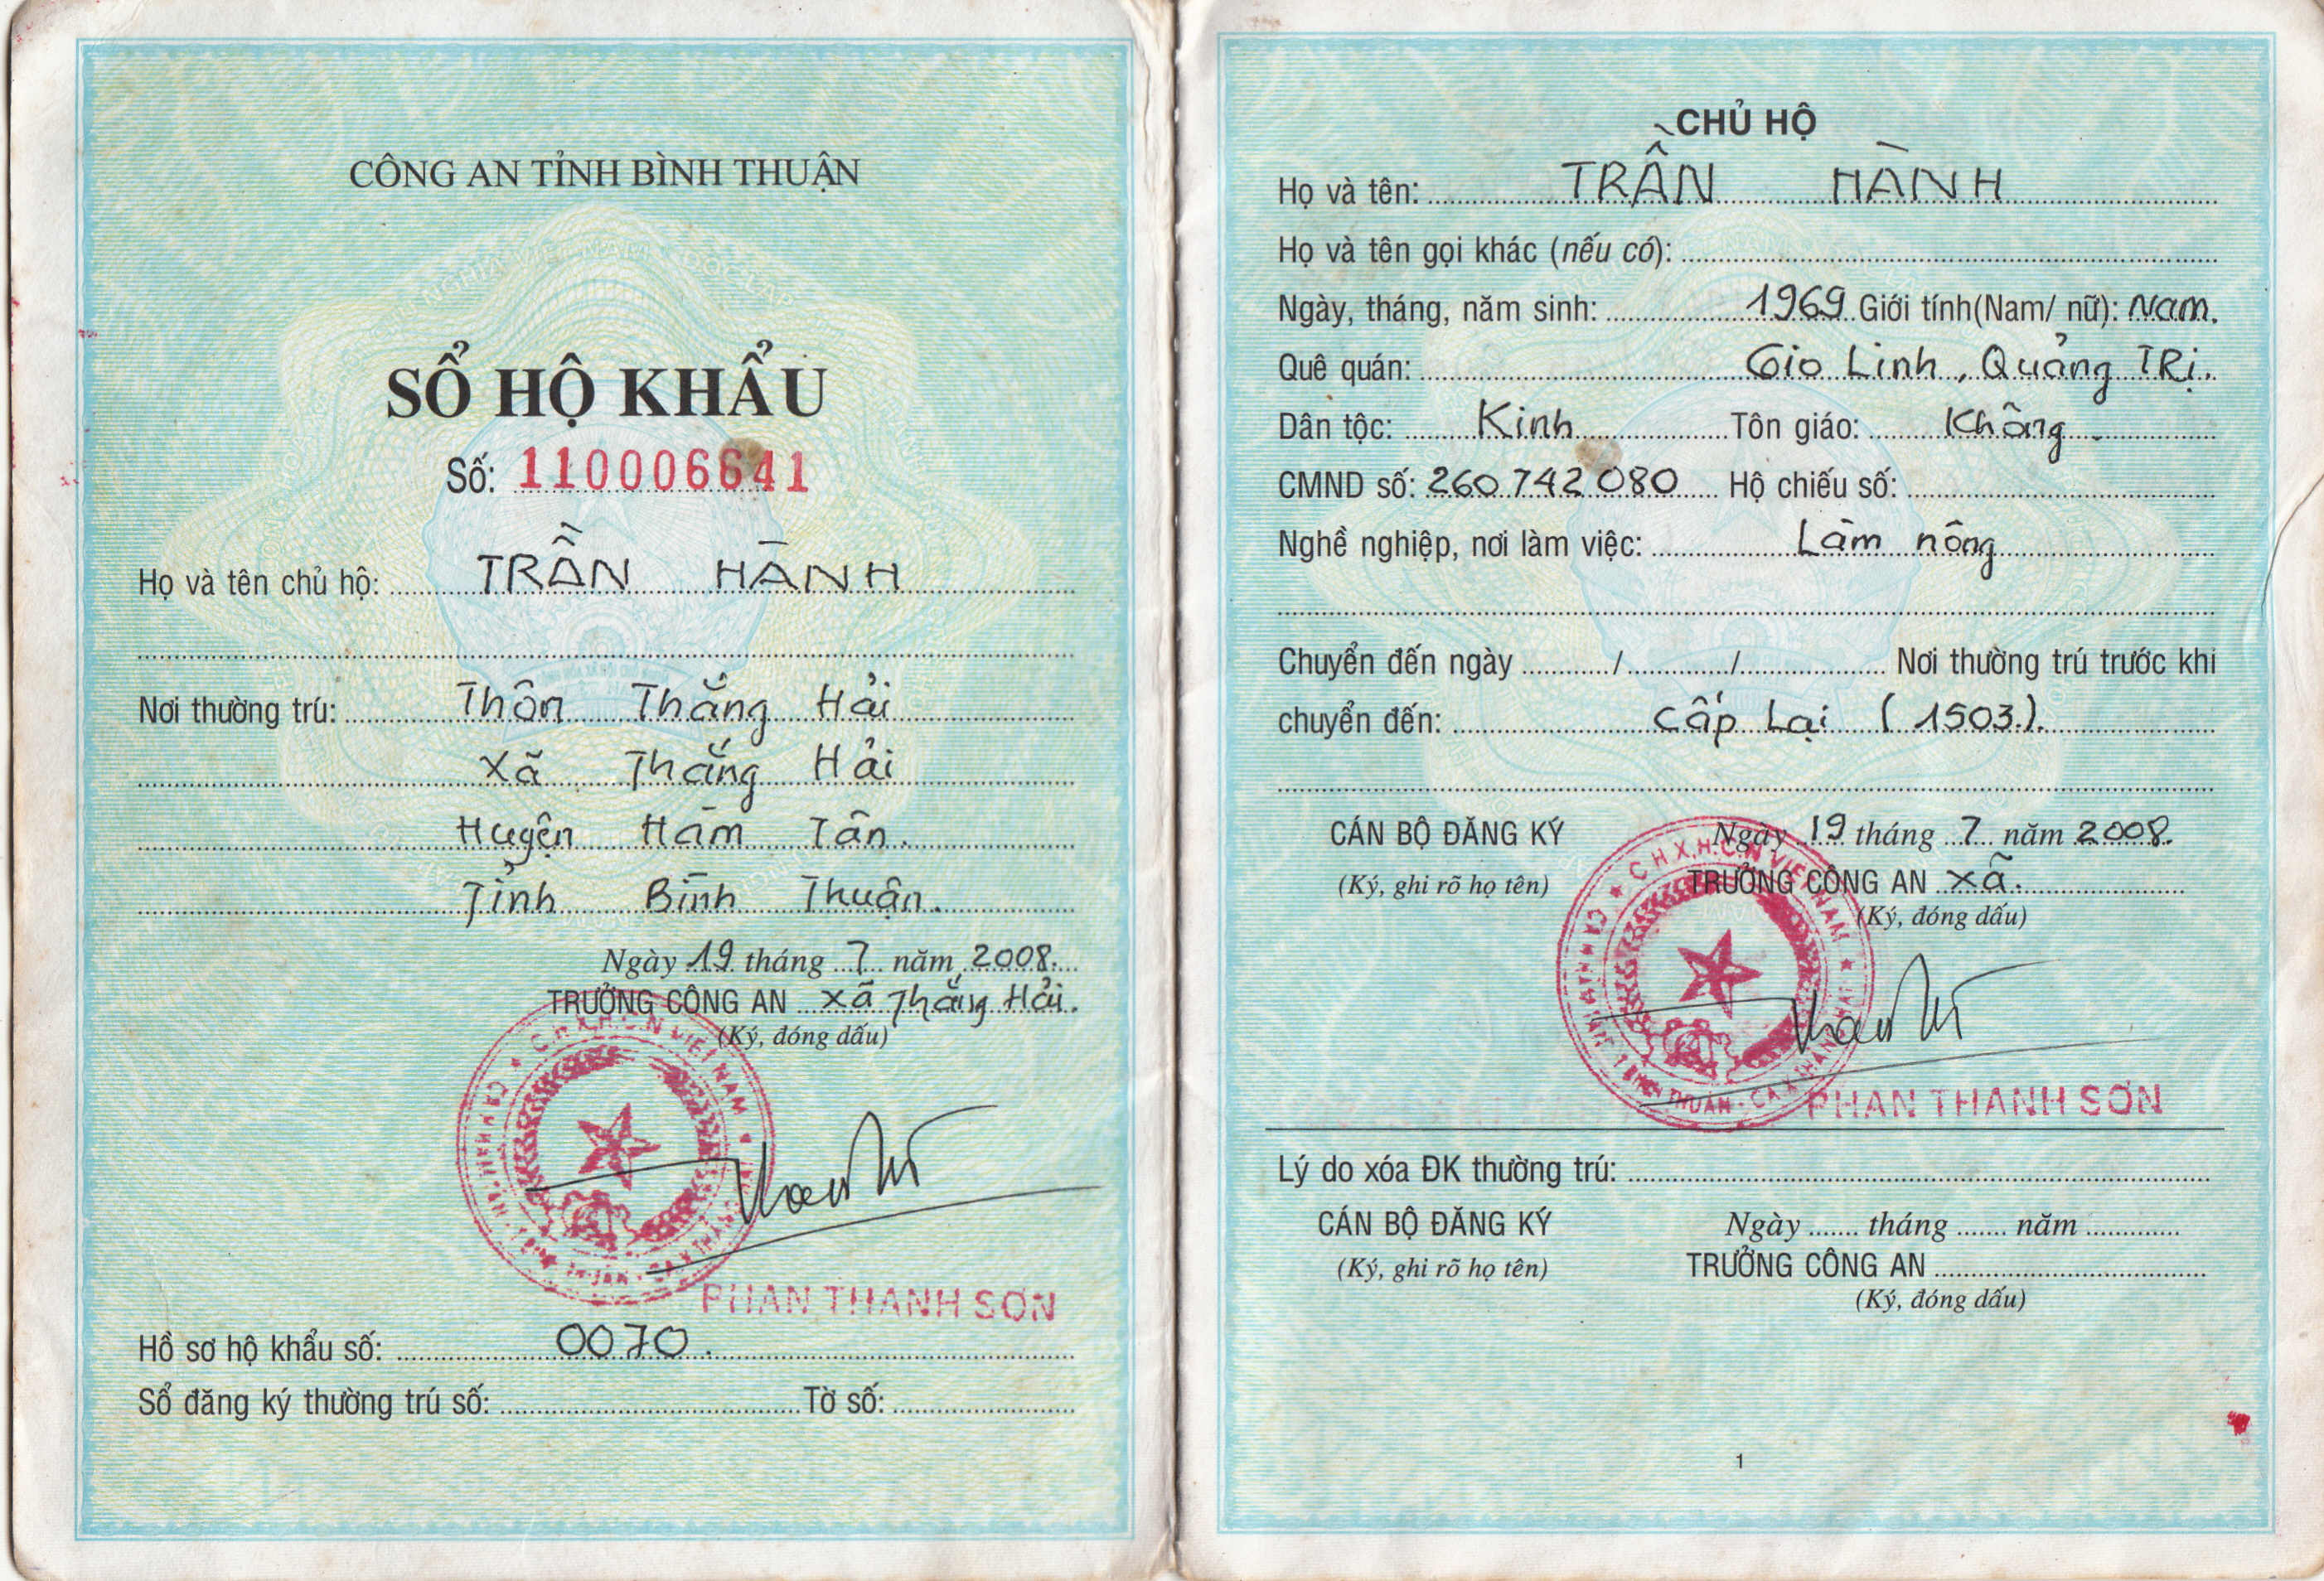 CÔNG AN TỈNH BÌNH THUẬN
SỔ HỘ KHẨU
Số: 110006641
Họ và tên chủ hộ: TRẦN HÀNH
Nơi thường trú: Thôn Thắng Hải
Xã Thắng Hải
Huyện Hàm Tân.
Tỉnh Bình Thuận.
Ngày 19 tháng 7 năm 2008.
TRƯỞNG CÔNG AN xã Thắng Hải.
(Ký, đóng dấu)
C.H.X.H.C.N VIỆT NAM
PHAN THANH SƠN
Hồ sơ hộ khẩu số: 0070.
Sổ đăng ký thường trú số: Tờ số:
CHỦ HỘ
Họ và tên: TRẦN HÀNH
Họ và tên gọi khác (nếu có):
Ngày, tháng, năm sinh: 1969 Giới tính(Nam/ nữ): Nam.
Quê quán: Gio Linh, Quảng TRị.
Dân tộc: Kinh Tôn giáo: Không.
CMND số: 260742080 Hộ chiếu số:
Nghề nghiệp, nơi làm việc: Làm nông
Chuyển đến ngày / / Nơi thường trú trước khi
chuyển đến: Cấp Lại (1503).
CÁN BỘ ĐĂNG KÝ Ngày 19 tháng 7 năm 2008.
(Ký, ghi rõ họ tên) TRƯỞNG CÔNG AN xã.
(Ký, đóng dấu)
C.H.X.H.C.N VIỆT NAM
PHAN THANH SƠN
Lý do xóa ĐK thường trú:
CÁN BỘ ĐĂNG KÝ Ngày tháng năm
(Ký, ghi rõ họ tên) TRƯỞNG CÔNG AN
(Ký, đóng dấu)
1